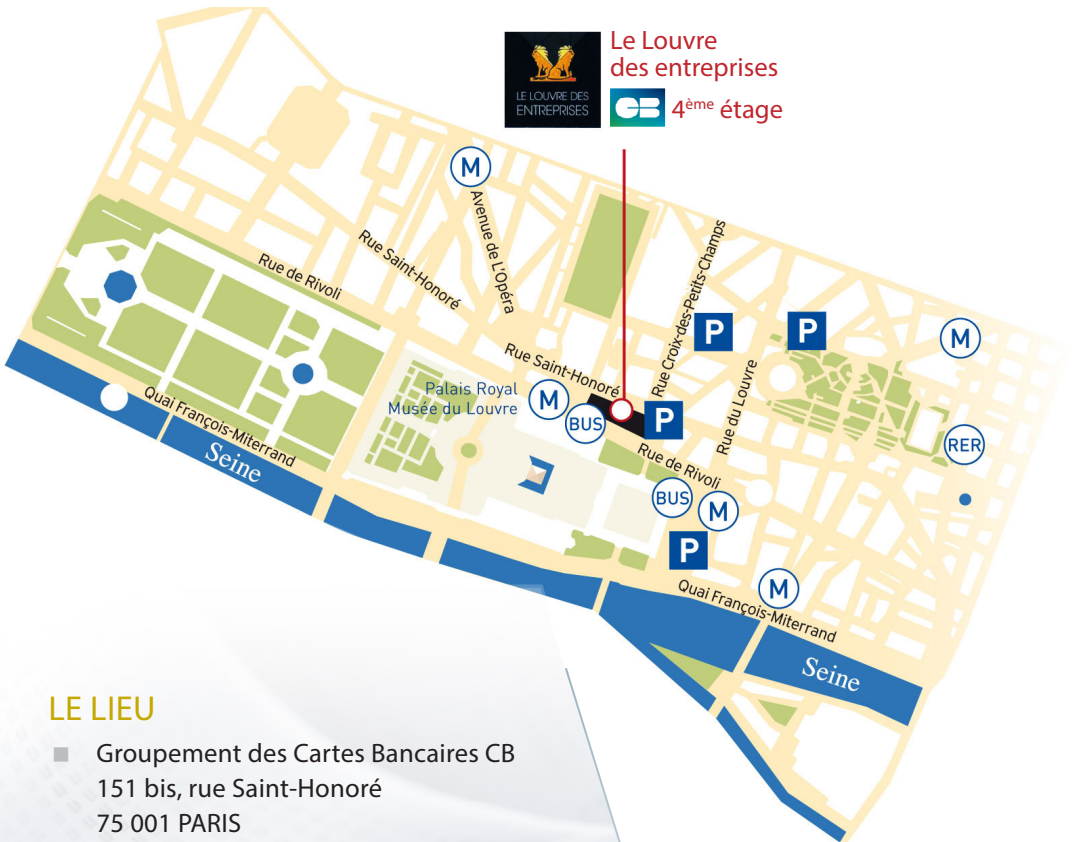 LE LOUVRE DES
ENTREPRISES
Le Louvre
des entreprises
CB
4ème étage
M
Avenue de L'Opéra
Rue Saint-Honoré
Rue de Rivoli
Rue Croix-des-Petits-Champs
P
P
M
Rue Saint-Honoré
Palais Royal
Musée du Louvre
M
BUS
P
Rue du Louvre
RER
Quai François-Miterrand
Seine
Rue de Rivoli
BUS
M
P
M
Quai François-Miterrand
Seine
LE LIEU
Groupement des Cartes Bancaires CB
151 bis, rue Saint-Honoré
75 001 PARIS